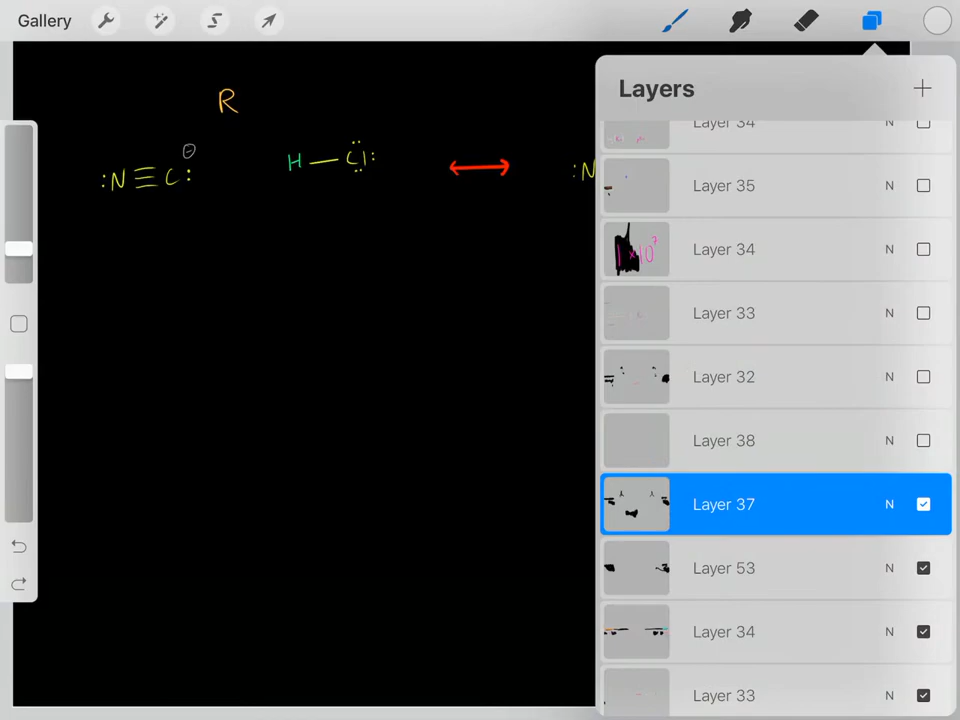 Gallery
R
:N≡C:⊖ H—Cl: ↔ :N
Layers
Layer 34 N
Layer 35 N
Layer 34 N
1×10⁷
Layer 33 N
Layer 32 N
Layer 38 N
Layer 37 N
Layer 53 N
Layer 34 N
Layer 33 N